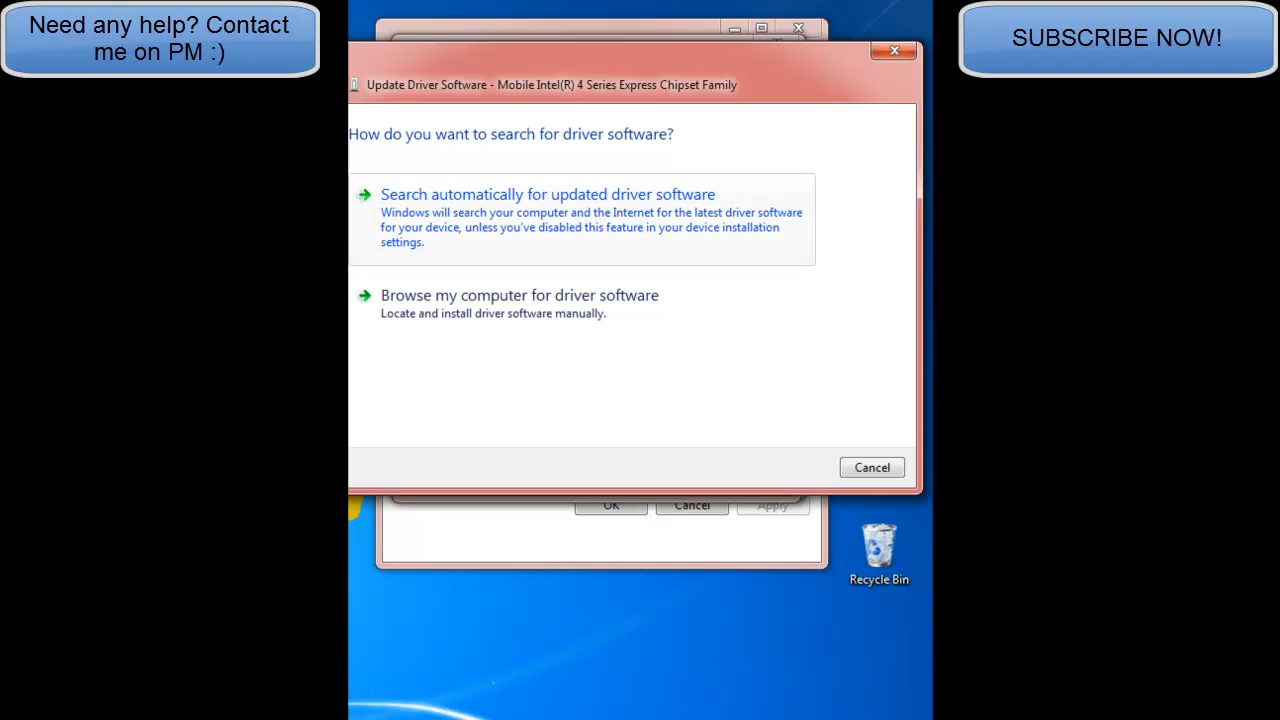 Need any help? Contact
me on PM :)
SUBSCRIBE NOW!
Update Driver Software - Mobile Intel(R) 4 Series Express Chipset Family
How do you want to search for driver software?
Search automatically for updated driver software
Windows will search your computer and the Internet for the latest driver software
for your device, unless you've disabled this feature in your device installation
settings.
Browse my computer for driver software
Locate and install driver software manually.
Cancel
OK
Cancel
Apply
Recycle Bin